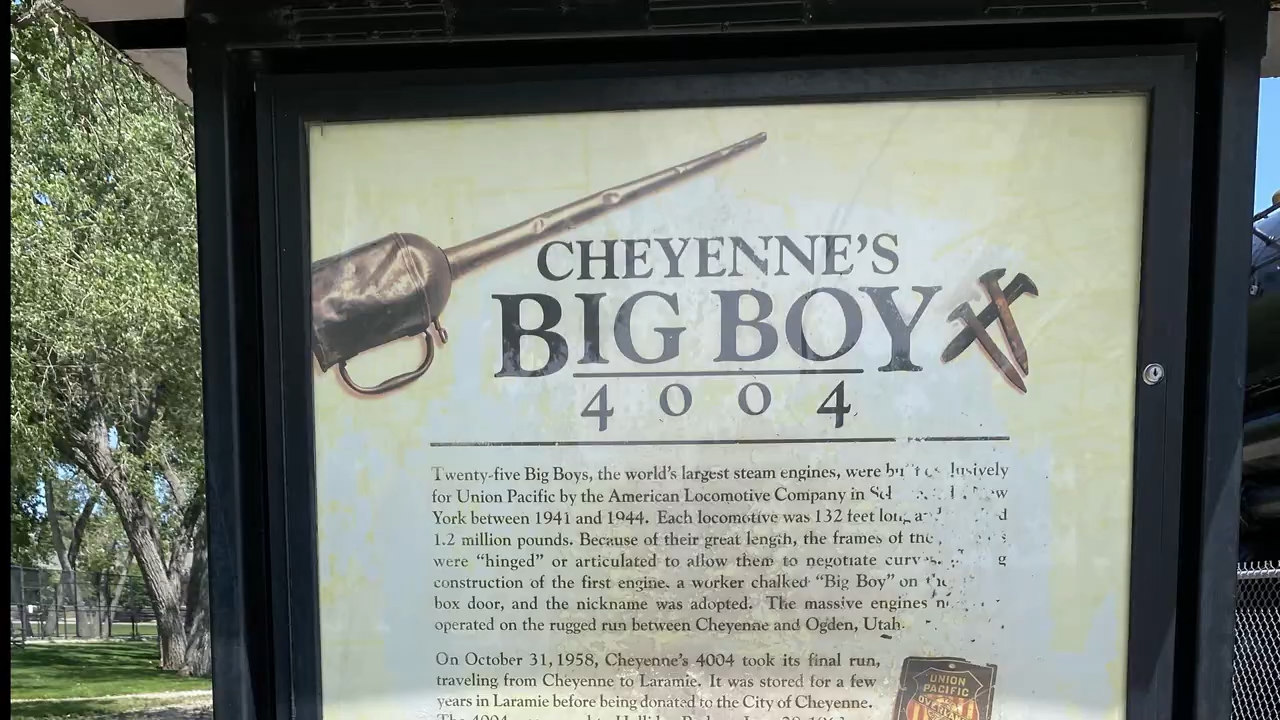 CHEYENNE'S
BIG BOY
4004
Twenty-five Big Boys, the world's largest steam engines, were
for Union Pacific by the American Locomotive Company in
York between 1941 and 1944. Each locomotive was 132 feet long
1.2 million pounds. Because of their great length, the frames of the
were "hinged" or articulated to allow them to negotiate
construction of the first engine, a worker chalked "Big Boy" on
box door, and the nickname was adopted. The massive engines
operated on the rugged run between Cheyenne and Ogden, Utah.
On October 31, 1958, Cheyenne's 4004 took its final run,
traveling from Cheyenne to Laramie. It was stored for a few
years in Laramie before being donated to the City of Cheyenne.
UNION
PACIFIC